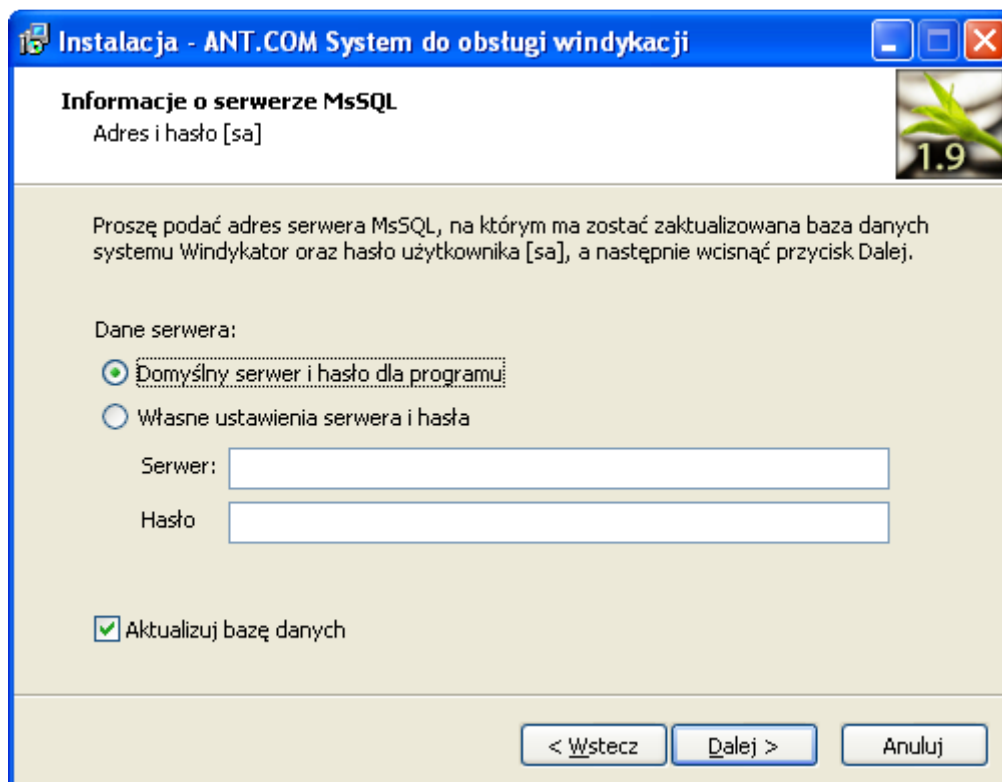 Instalacja - ANT.COM System do obsługi windykacji
Informacje o serwerze MsSQL
Adres i hasło [sa]
1.9
Proszę podać adres serwera MsSQL, na którym ma zostać zaktualizowana baza danych
systemu Windykator oraz hasło użytkownika [sa], a następnie wcisnąć przycisk Dalej.
Dane serwera:
Domyślny serwer i hasło dla programu
Własne ustawienia serwera i hasła
Serwer:
Hasło
Aktualizuj bazę danych
< Wstecz
Dalej >
Anuluj